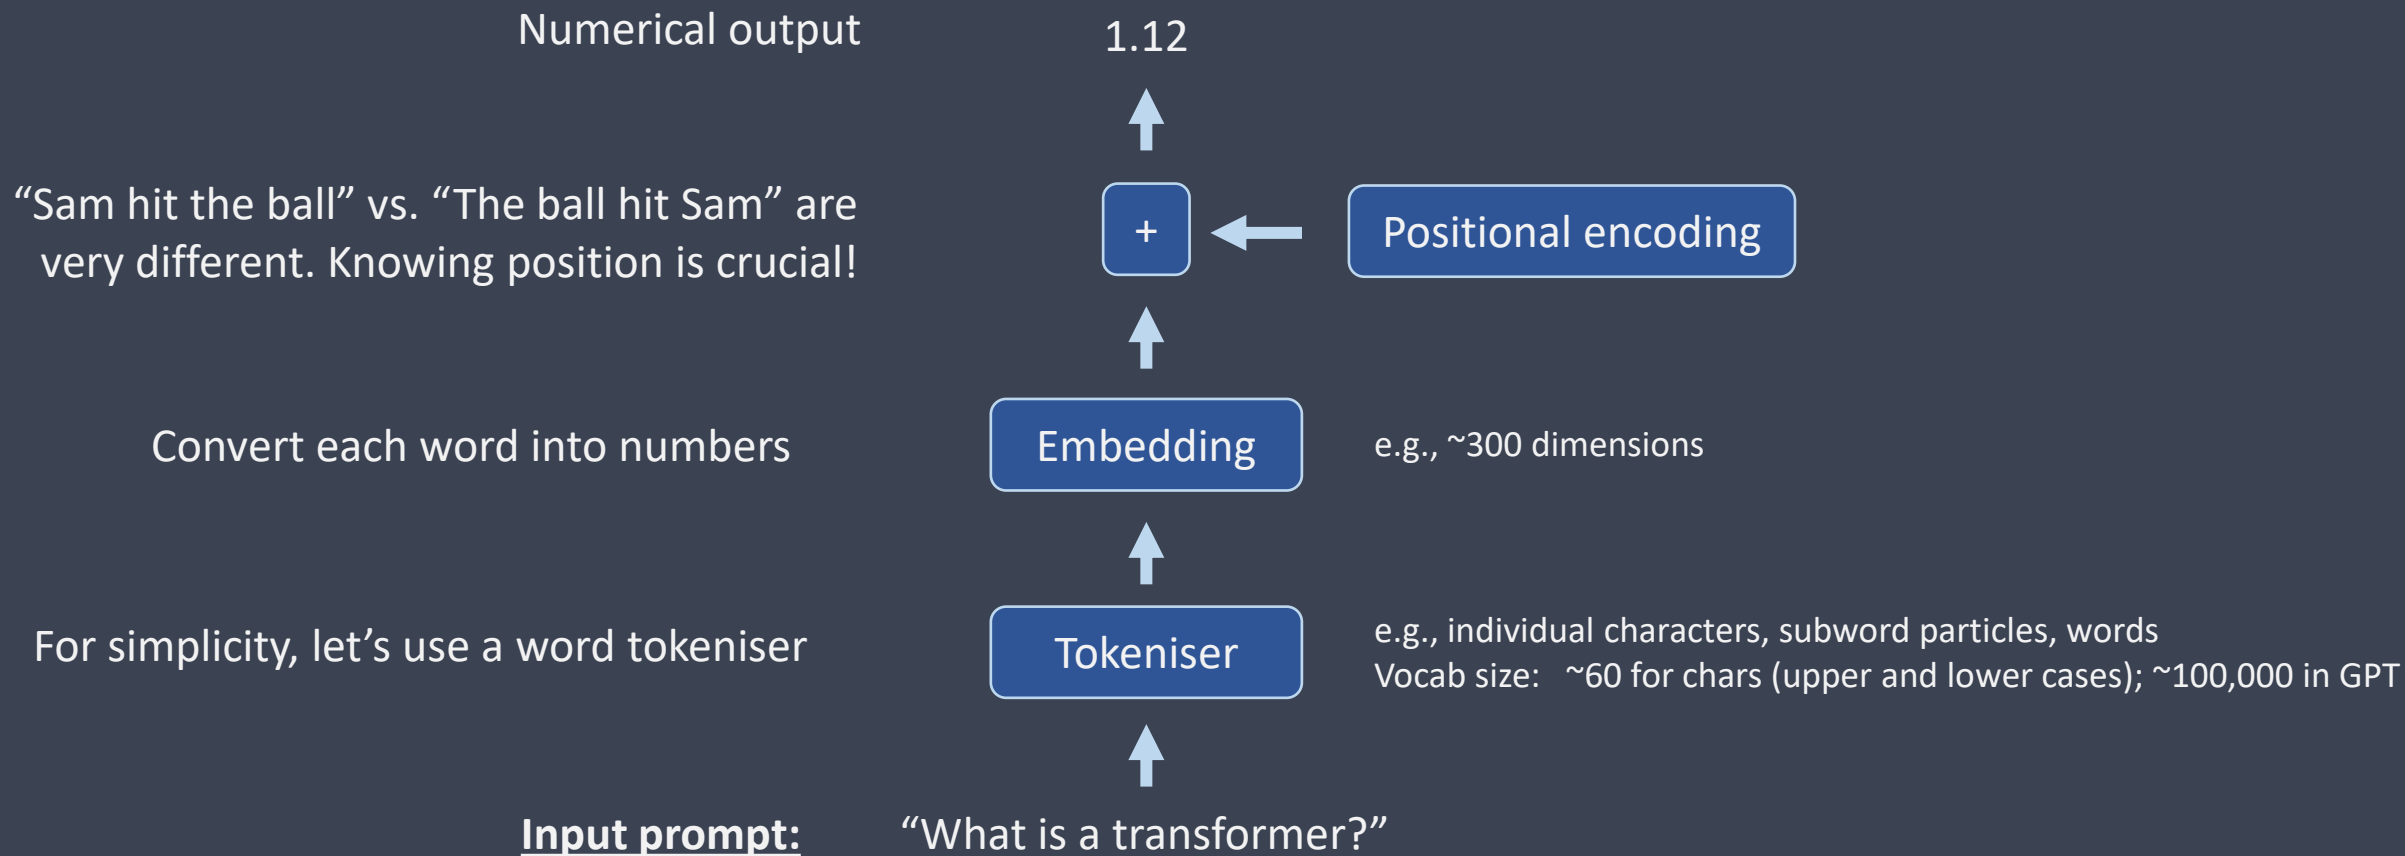 Numerical output
1.12
“Sam hit the ball” vs. “The ball hit Sam” are
very different. Knowing position is crucial!
+
Positional encoding
Convert each word into numbers
Embedding
e.g., ~300 dimensions
For simplicity, let’s use a word tokeniser
Tokeniser
e.g., individual characters, subword particles, words
Vocab size: ~60 for chars (upper and lower cases); ~100,000 in GPT
Input prompt:
“What is a transformer?”